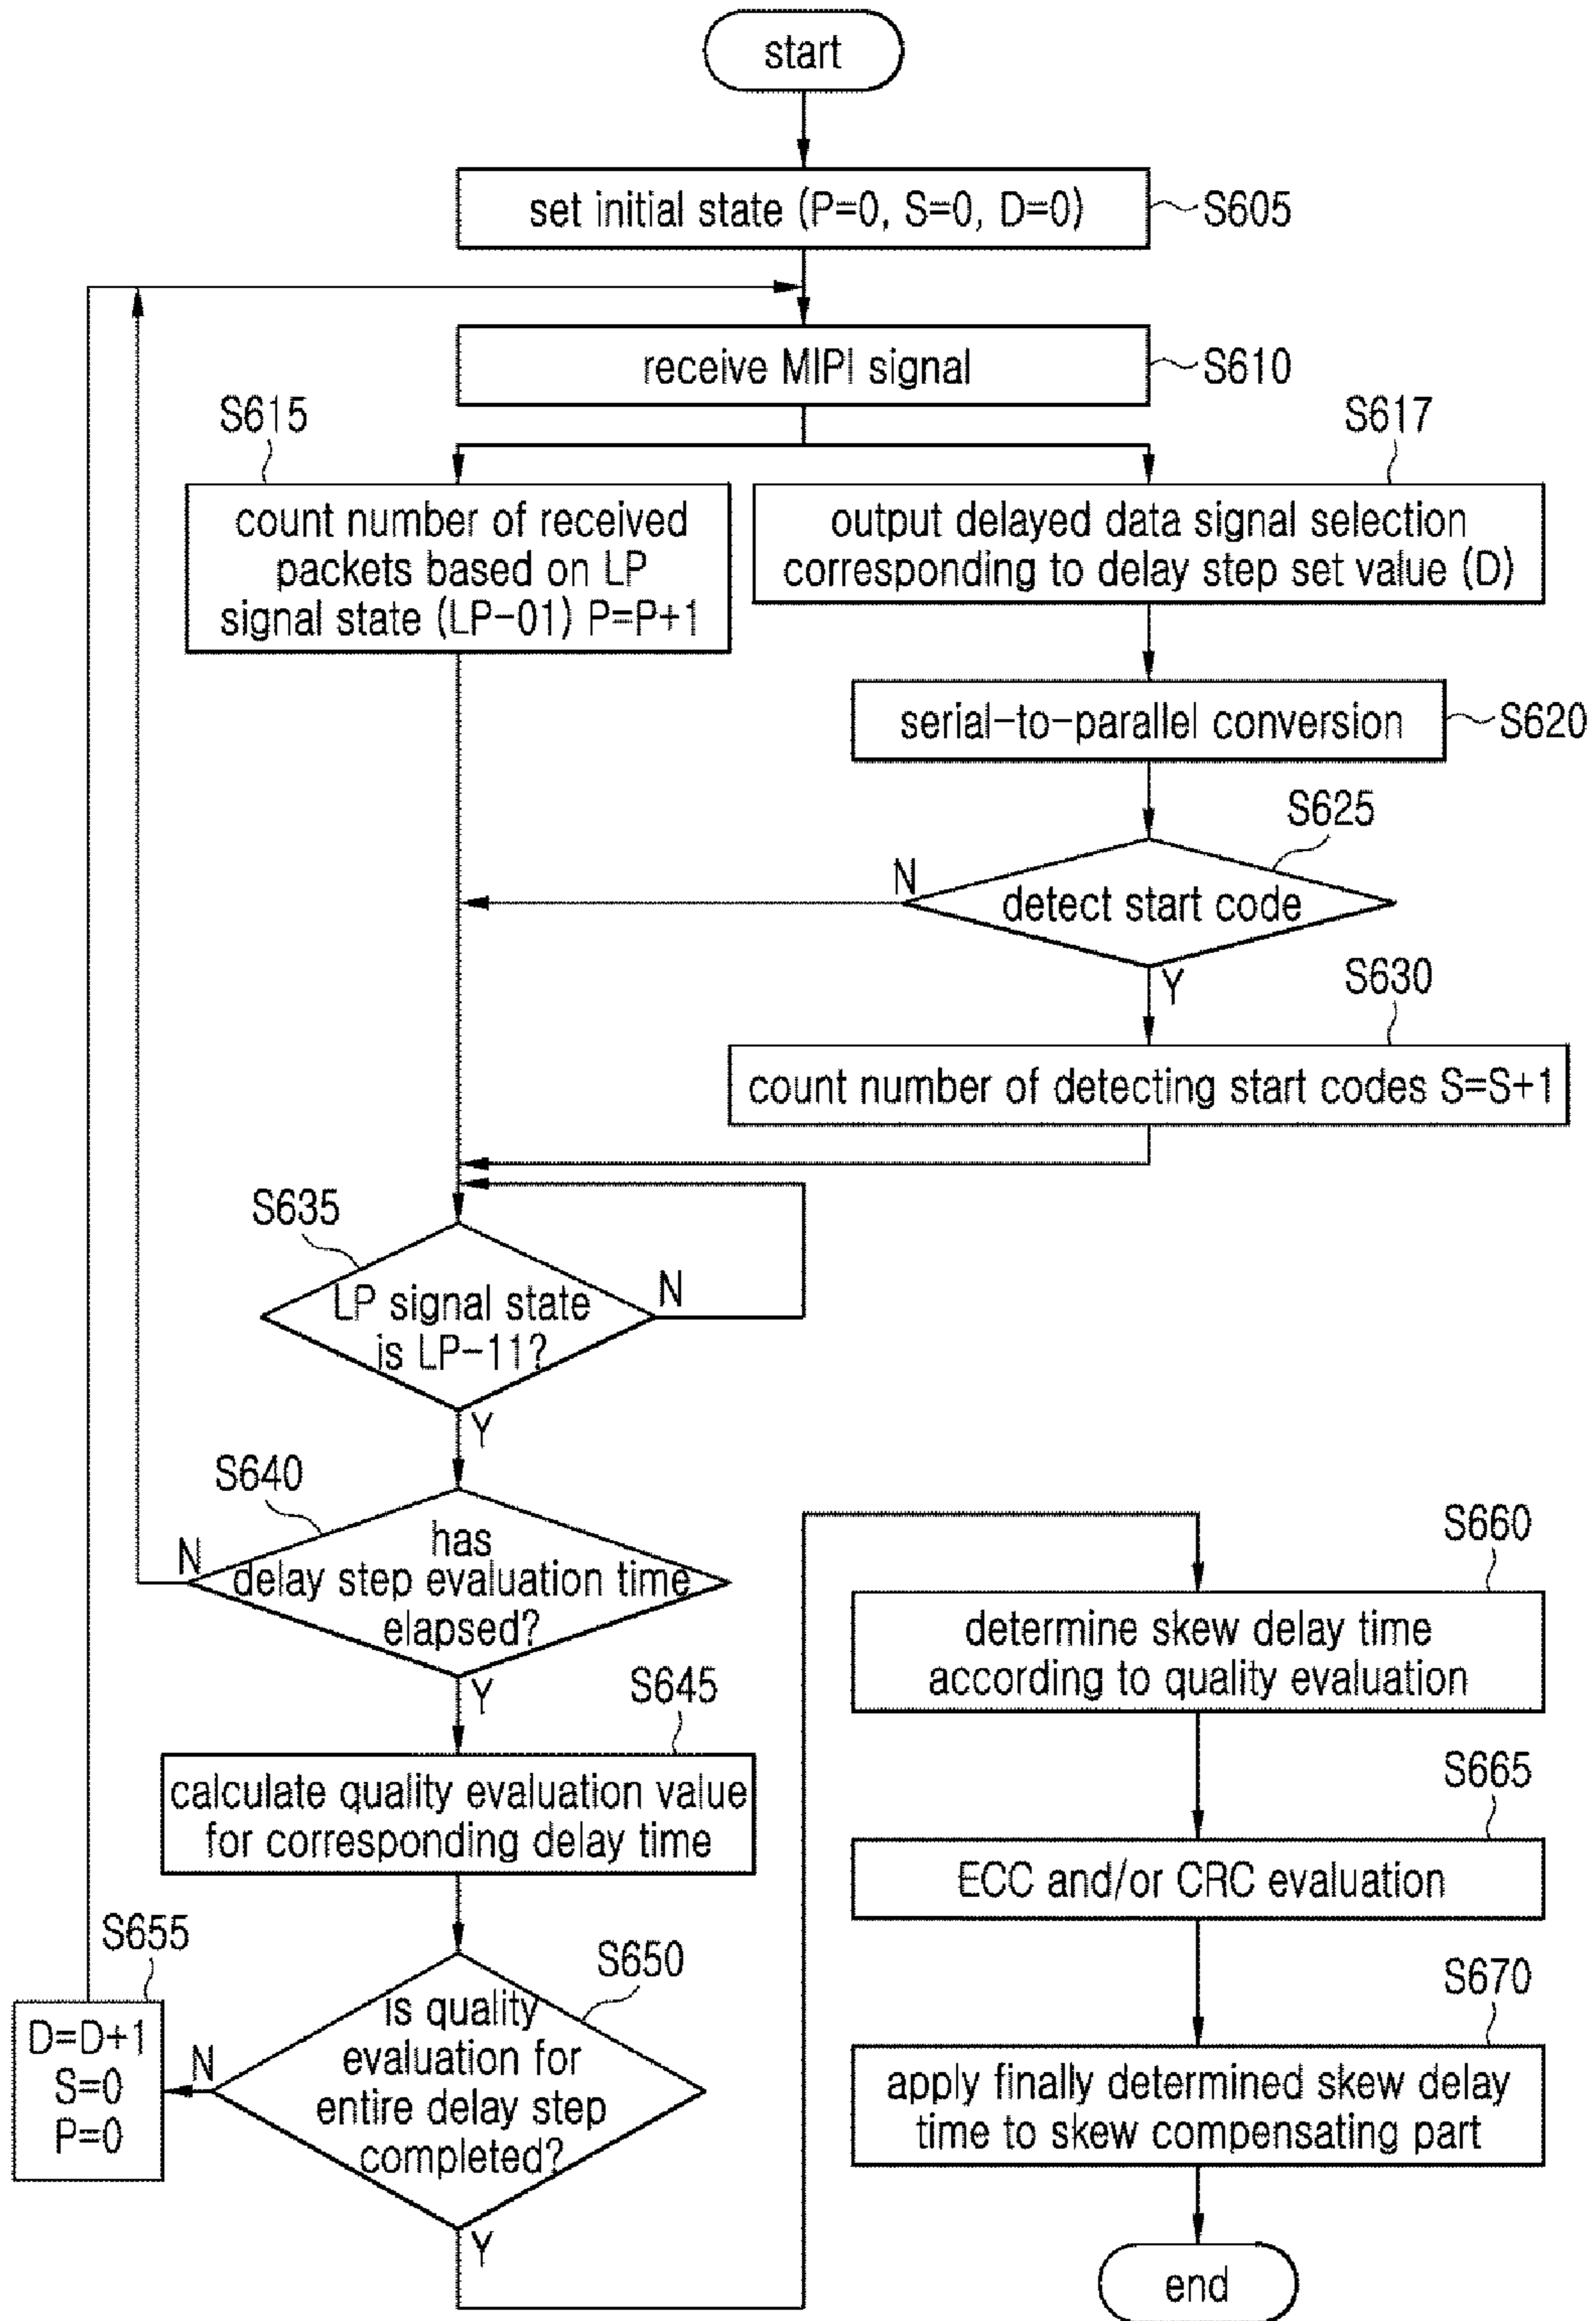 start
set initial state (P=0, S=0, D=0)
S605
receive MIPI signal
S610
S615
count number of received
packets based on LP
signal state (LP-01) P=P+1
S617
output delayed data signal selection
corresponding to delay step set value (D)
serial-to-parallel conversion
S620
S625
detect start code
N
Y
S630
count number of detecting start codes S=S+1
S635
LP signal state
is LP-11?
N
Y
S640
has
delay step evaluation time
elapsed?
N
Y
S645
calculate quality evaluation value
for corresponding delay time
S650
is quality
evaluation for
entire delay step
completed?
N
Y
S655
D=D+1
S=0
P=0
S660
determine skew delay time
according to quality evaluation
S665
ECC and/or CRC evaluation
S670
apply finally determined skew delay
time to skew compensating part
end